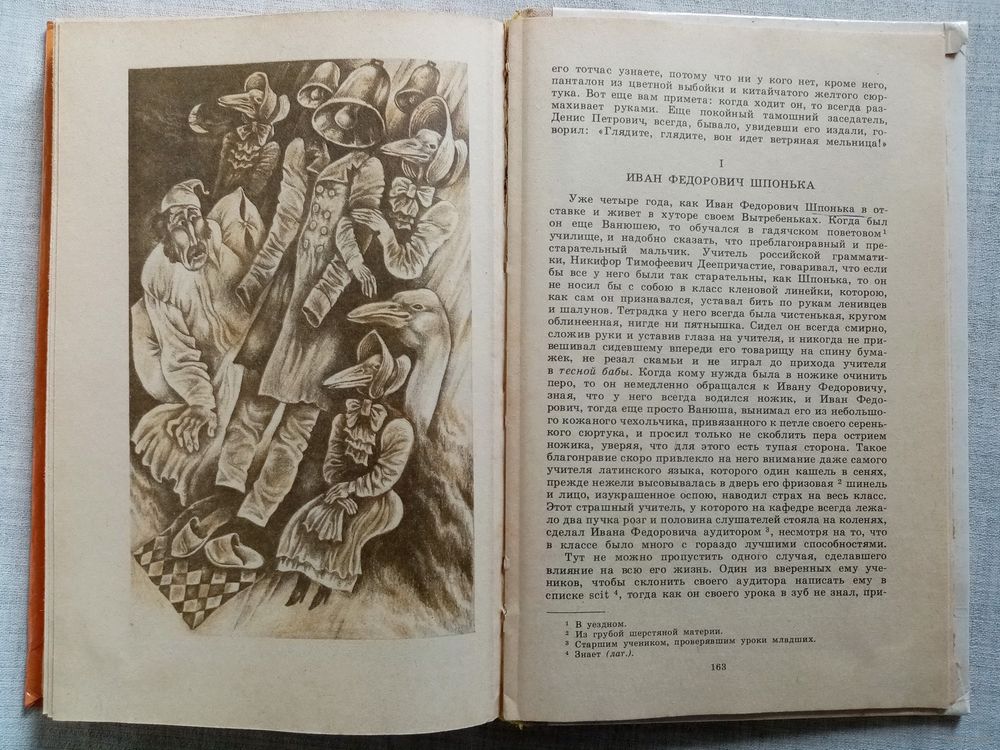 его тотчас узнаете, потому что ни у кого нет, кроме него,
панталон из цветной выбойки и китайчатого желтого сюр-
тука. Вот еще вам примета: когда ходит он, то всегда раз-
махивает руками. Еще покойный тамошний заседатель,
Денис Петрович, всегда, бывало, увидевши его издали, го-
ворил: «Глядите, глядите, вон идет ветряная мельница!»
I
ИВАН ФЕДОРОВИЧ ШПОНЬКА
Уже четыре года, как Иван Федорович Шпонька в от-
ставке и живет в хуторе своем Вытребеньках. Когда был
он еще Ванюшею, то обучался в гадячском поветовом¹
училище, и надобно сказать, что преблагонравный и пре-
старательный мальчик. Учитель российской граммати-
ки, Никифор Тимофеевич Деепричастие, говаривал, что если
бы все у него были так старательны, как Шпонька, то он
не носил бы с собою в класс кленовой линейки, которою,
как сам он признавался, уставал бить по рукам ленивцев
и шалунов. Тетрадка у него всегда была чистенькая, кругом
облинеенная, нигде ни пятнышка. Сидел он всегда смирно,
сложив руки и уставив глаза на учителя, и никогда не при-
вешивал сидевшему впереди его товарищу на спину бума-
жек, не резал скамьи и не играл до прихода учителя
в тесной бабы. Когда кому нужда была в ножике очинить
перо, то он немедленно обращался к Ивану Федоровичу,
зная, что у него всегда водился ножик, и Иван Федо-
рович, тогда еще просто Ванюша, вынимал его из небольшо-
го кожаного чехольчика, привязанного к петле своего серень-
кого сюртука, и просил только не скоблить пера острием
ножика, уверяя, что для этого есть тупая сторона. Такое
благонравие скоро привлекло на него внимание даже самого
учителя латинского языка, которого один кашель в сенях,
прежде нежели высовывалась в дверь его фризовая ² шинель
и лицо, изукрашенное оспою, наводил страх на весь класс.
Этот страшный учитель, у которого на кафедре всегда лежа-
ло два пучка розг и половина слушателей стояла на коленях,
сделал Ивана Федоровича аудитором ³, несмотря на то, что
в классе было много с гораздо лучшими способностями.
Тут не можно пропустить одного случая, сделавшего
влияние на всю его жизнь. Один из вверенных ему уче-
ников, чтобы склонить своего аудитора написать ему в
списке scit ⁴, тогда как он своего урока в зуб не знал, при-
¹ В уездном.
² Из грубой шерстяной материи.
³ Старшим учеником, проверявшим уроки младших.
⁴ Знает (лат.).
163